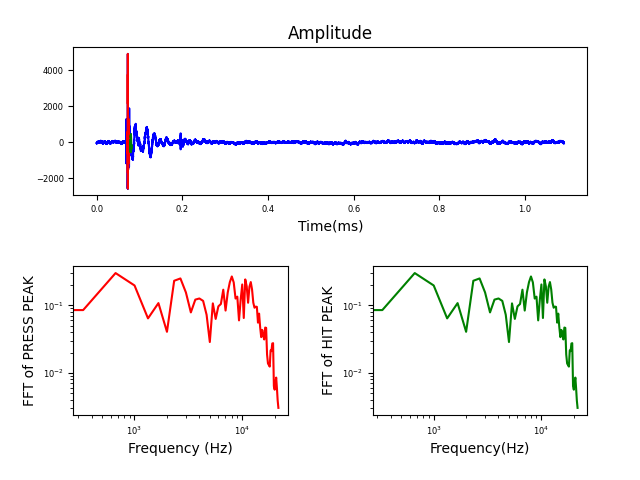 Amplitude
4000
2000
0
−2000
0.0 0.2 0.4 0.6 0.8 1.0
Time(ms)
FFT of PRESS PEAK
10⁻¹
10⁻²
10³ 10⁴
Frequency (Hz)
FFT of HIT PEAK
10⁻¹
10⁻²
10³ 10⁴
Frequency(Hz)